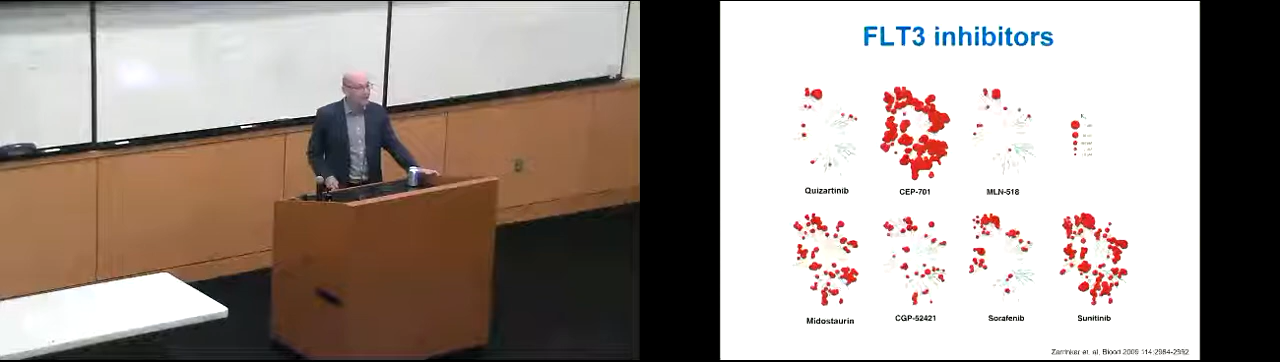 FLT3 inhibitors
Quizartinib
CEP-701
MLN-518
Midostaurin
CGP-52421
Sorafenib
Sunitinib
Zarrinkar et. al. Blood 2009 114:2984-2992